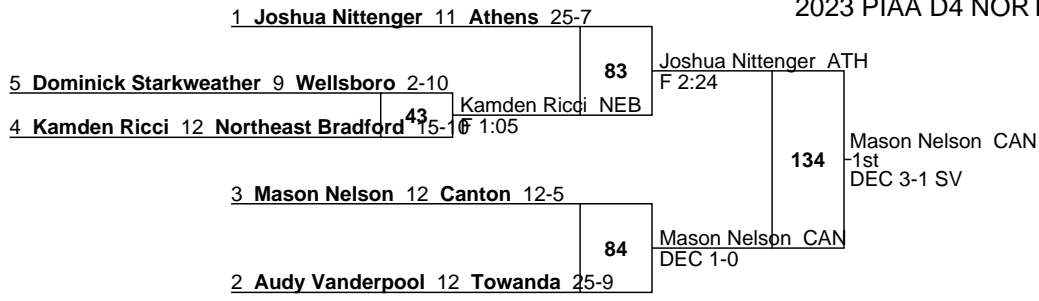 2023 PIAA D4 NORT
1 Joshua Nittenger 11 Athens 25-7
83
Joshua Nittenger ATH
F 2:24
5 Dominick Starkweather 9 Wellsboro 2-10
43
Kamden Ricci NEB
F 1:05
4 Kamden Ricci 12 Northeast Bradford 15-10
134
Mason Nelson CAN
1st
DEC 3-1 SV
3 Mason Nelson 12 Canton 12-5
84
Mason Nelson CAN
DEC 1-0
2 Audy Vanderpool 12 Towanda 25-9